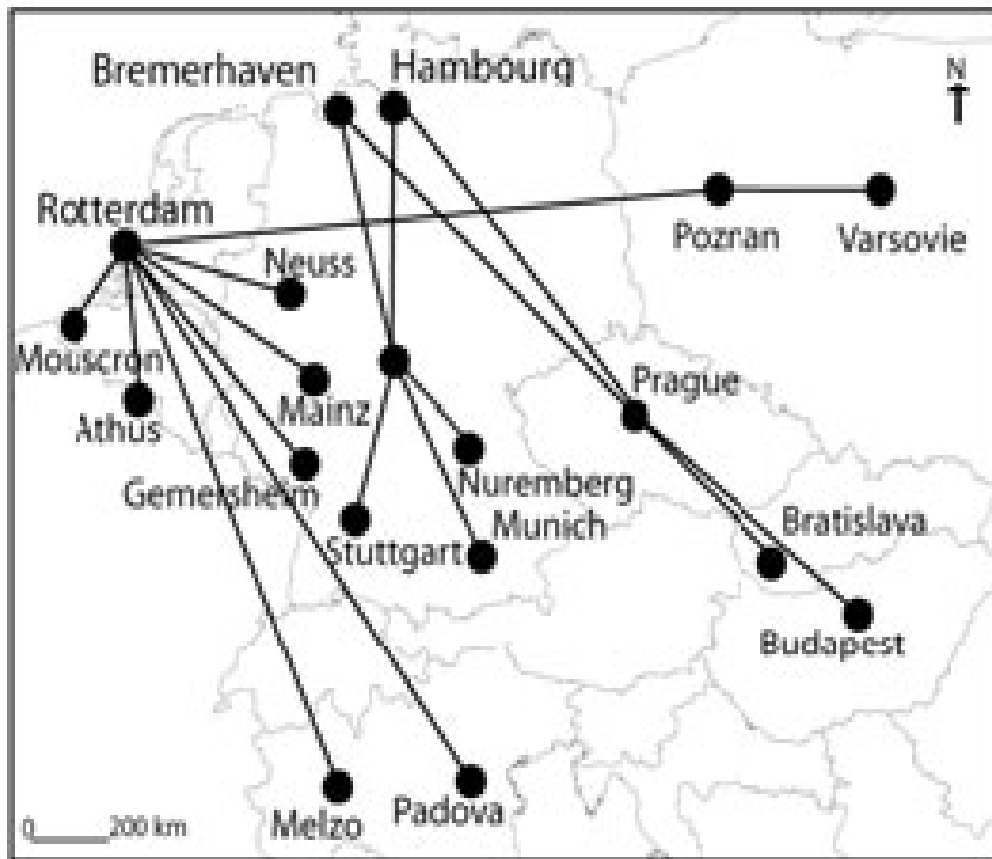 Bremerhaven
Hambourg
N
Rotterdam
Poznan
Varsovie
Neuss
Mouscron
Prague
Mainz
Athus
Gemersheim
Nuremberg
Munich
Bratislava
Stuttgart
Budapest
Melzo
Padova
0 200 km